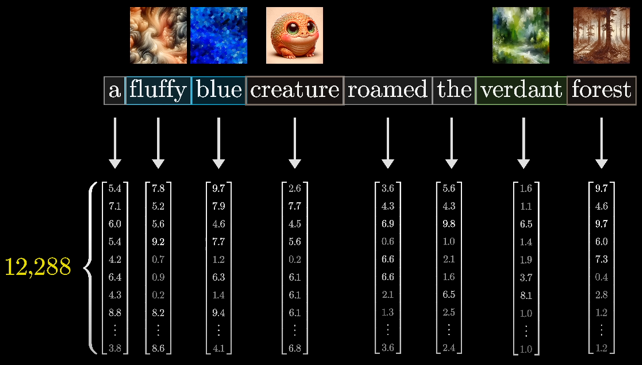 a fluffy blue creature roamed the verdant forest
5.4 7.8 9.7 2.6 3.6 5.6 1.6 9.7
7.1 5.2 7.9 7.7 4.3 4.3 1.1 4.6
6.0 5.6 4.6 4.5 6.9 9.8 6.5 9.7
5.4 9.2 7.7 5.6 0.6 1.0 1.4 6.0
4.2 0.7 1.2 0.2 6.6 2.1 1.9 7.3
12,288
6.4 0.9 6.3 6.1 6.6 1.6 3.7 0.4
4.3 0.2 1.4 6.1 2.1 6.5 8.1 2.8
8.8 8.2 9.4 6.1 1.3 2.5 1.0 1.2
⋮ ⋮ ⋮ ⋮ ⋮ ⋮ ⋮ ⋮
3.8 8.6 4.1 6.8 3.6 2.4 1.0 1.2